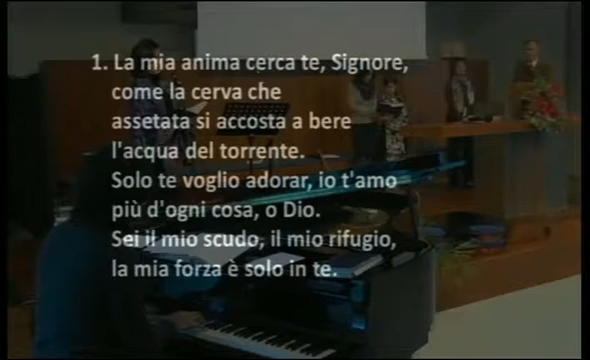 1. La mia anima cerca te, Signore,
come la cerva che
assetata si accosta a bere
l'acqua del torrente.
Solo te voglio adorar, io t'amo
più d'ogni cosa, o Dio.
Sei il mio scudo, il mio rifugio,
la mia forza è solo in te.